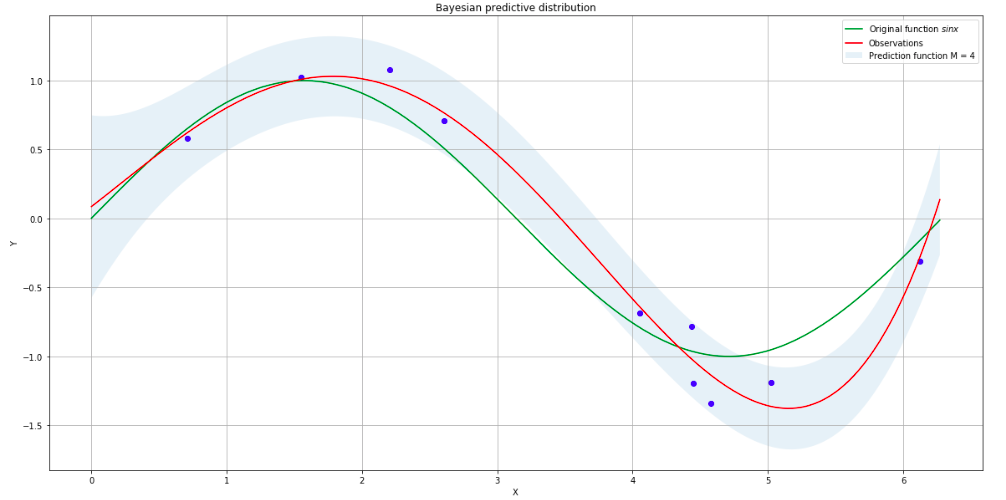 Bayesian predictive distribution
Original function sinx
Observations
Prediction function M = 4
1.0
0.5
0.0
−0.5
−1.0
−1.5
Y
0 1 2 3 4 5 6
X